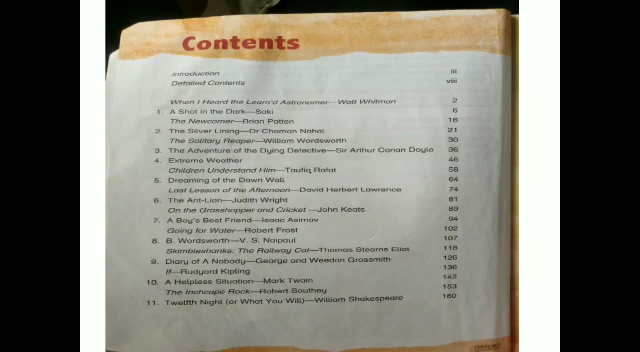 Contents
Introduction iii
Detailed Contents viii
When I Heard the Learn'd Astronomer—Walt Whitman 2
1. A Shot in the Dark—Saki 6
The Newcomer—Brian Patten 16
2. The Silver Lining—Dr Chaman Nahal 21
The Solitary Reaper—William Wordsworth 30
3. The Adventure of the Dying Detective—Sir Arthur Conan Doyle 36
4. Extreme Weather 46
Children Understand Him—Taufiq Rafat 58
5. Dreaming of the Dawn Wall 64
Last Lesson of the Afternoon—David Herbert Lawrence 74
6. The Ant-Lion—Judith Wright 81
On the Grasshopper and Cricket—John Keats 89
7. A Boy's Best Friend—Isaac Asimov 94
Going for Water—Robert Frost 102
8. B. Wordsworth—V. S. Naipaul 107
Skimbleshanks: The Railway Cat—Thomas Stearns Eliot 118
9. Diary of A Nobody—George and Weedon Grossmith 126
If—Rudyard Kipling 136
10. A Helpless Situation—Mark Twain 142
The Inchcape Rock—Robert Southey 153
11. Twelfth Night (or What You Will)—William Shakespeare 160